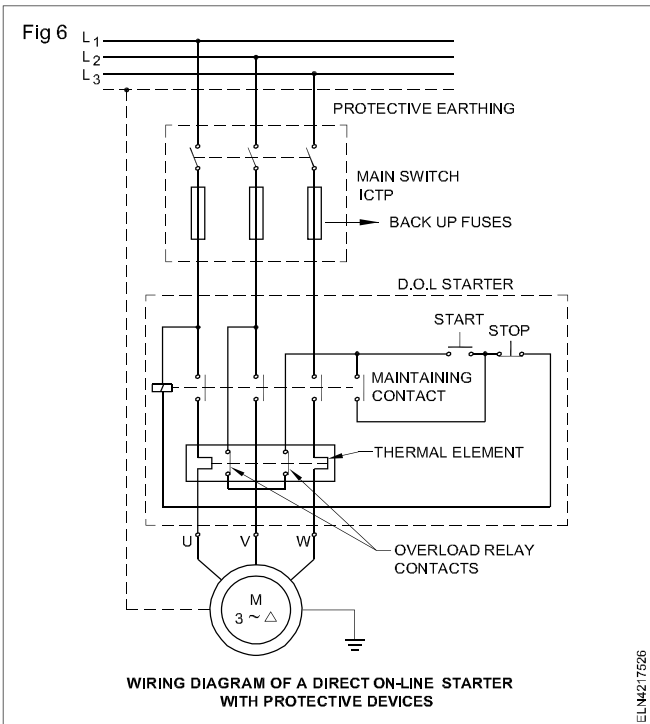 Fig 6
L1
L2
L3
PROTECTIVE EARTHING
MAIN SWITCH
ICTP
BACK UP FUSES
D.O.L STARTER
START
STOP
MAINTAINING
CONTACT
THERMAL ELEMENT
U
V
W
OVERLOAD RELAY
CONTACTS
M
3 ~ △
WIRING DIAGRAM OF A DIRECT ON-LINE STARTER
WITH PROTECTIVE DEVICES
ELN4217526